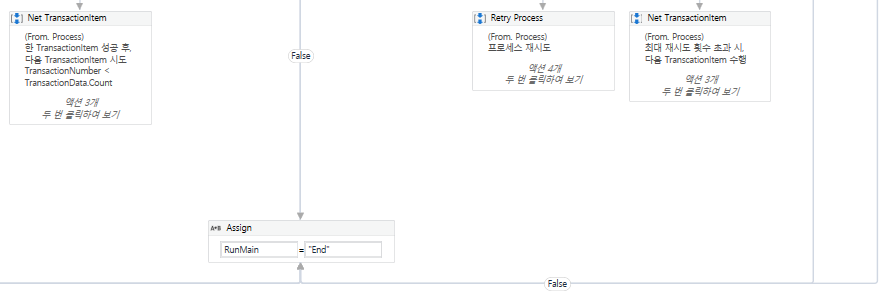 Net TransactionItem
(From. Process)
한 TransactionItem 성공 후,
다음 TransactionItem 시도
TransactionNumber <
TransactionData.Count
액션 3개
두 번 클릭하여 보기
False
Retry Process
(From. Process)
프로세스 재시도
액션 4개
두 번 클릭하여 보기
Net TransactionItem
(From. Process)
최대 재시도 횟수 초과 시,
다음 TranscationItem 수행
액션 3개
두 번 클릭하여 보기
A*B Assign
RunMain = "End"
False